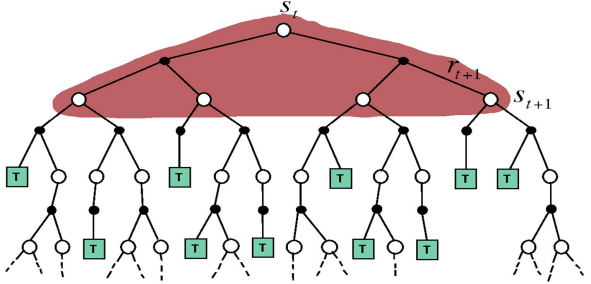 s_t
r_{t+1}
s_{t+1}
T T T T T
T T T T T